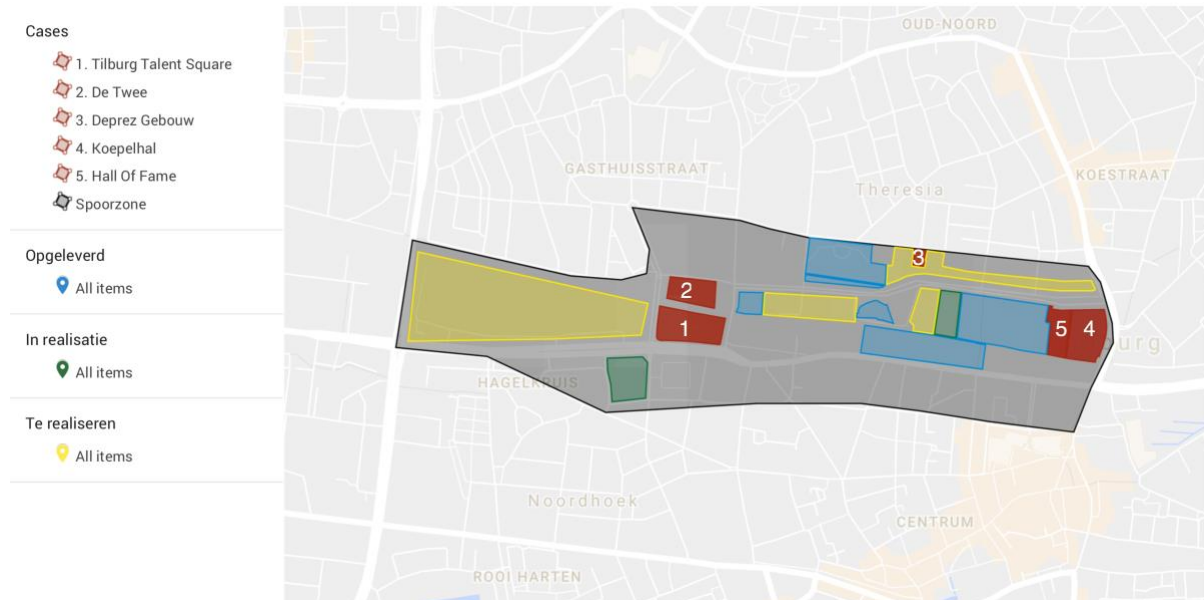 Cases
1. Tilburg Talent Square
2. De Twee
3. Deprez Gebouw
4. Koepelhal
5. Hall Of Fame
Spoorzone
Opgeleverd
All items
In realisatie
All items
Te realiseren
All items
OUD-NOORD
GASTHUISSTRAAT
Theresia
KOESTRAAT
3
2
1
5 4
urg
HAGELKRUIS
Noordhoek
CENTRUM
ROOI HARTEN